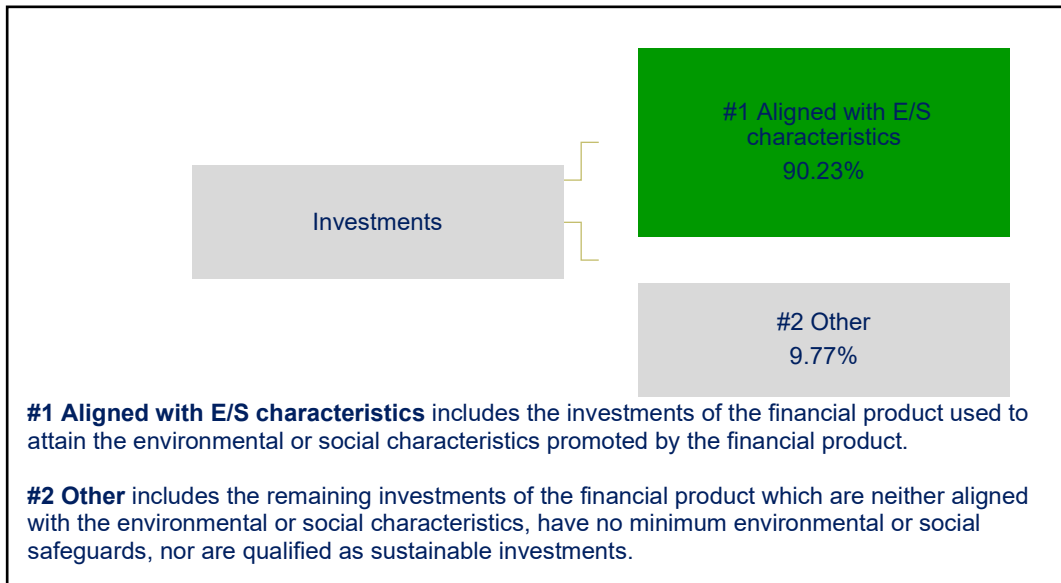 #1 Aligned with E/S
characteristics
90.23%
Investments
#2 Other
9.77%
#1 Aligned with E/S characteristics includes the investments of the financial product used to
attain the environmental or social characteristics promoted by the financial product.
#2 Other includes the remaining investments of the financial product which are neither aligned
with the environmental or social characteristics, have no minimum environmental or social
safeguards, nor are qualified as sustainable investments.